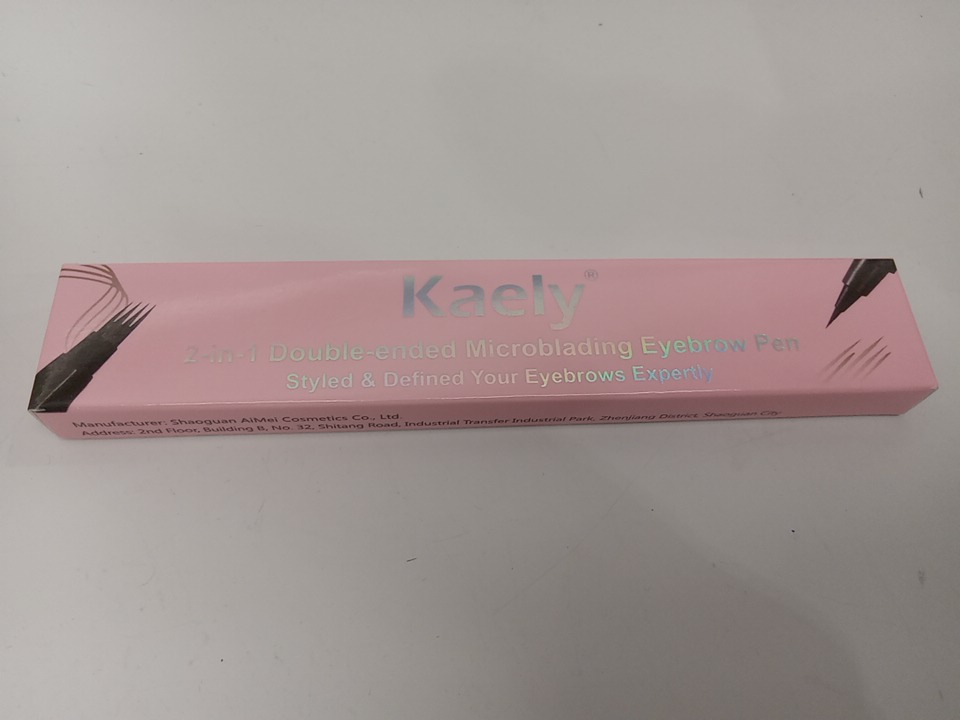 Kaely®
2-in-1 Double-ended Microblading Eyebrow Pen
Styled & Defined Your Eyebrows Expertly
Manufacturer: Shaoguan AiMei Cosmetics Co., Ltd.
Address: 2nd Floor, Building B, No. 32, Shitang Road, Industrial Transfer Industrial Park, Zhenjiang District, Shaoguan City.